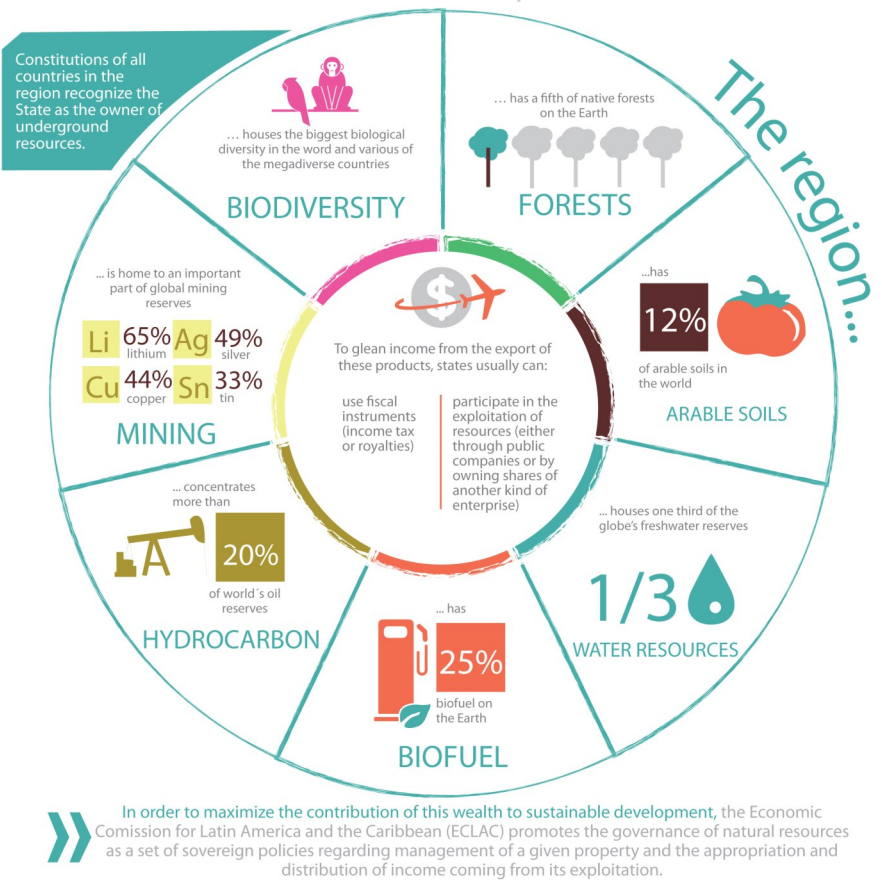 Constitutions of all
countries in the
region recognize the
State as the owner of
underground
resources.
The region...
... houses the biggest biological
diversity in the word and various of
the megadiverse countries
BIODIVERSITY
... has a fifth of native forests
on the Earth
FORESTS
...has
12%
of arable soils in
the world
ARABLE SOILS
... houses one third of the
globe's freshwater reserves
1/3
WATER RESOURCES
... has
25%
biofuel on
the Earth
BIOFUEL
... concentrates
more than
20%
of world´s oil
reserves
HYDROCARBON
... is home to an important
part of global mining
reserves
Li 65% lithium
Ag 49% silver
Cu 44% copper
Sn 33% tin
MINING
$
To glean income from the export of
these products, states usually can:
use fiscal
instruments
(income tax
or royalties)
participate in the
exploitation of
resources (either
through public
companies or by
owning shares of
another kind of
enterprise)
In order to maximize the contribution of this wealth to sustainable development, the Economic
Comission for Latin America and the Caribbean (ECLAC) promotes the governance of natural resources
as a set of sovereign policies regarding management of a given property and the appropriation and
distribution of income coming from its exploitation.